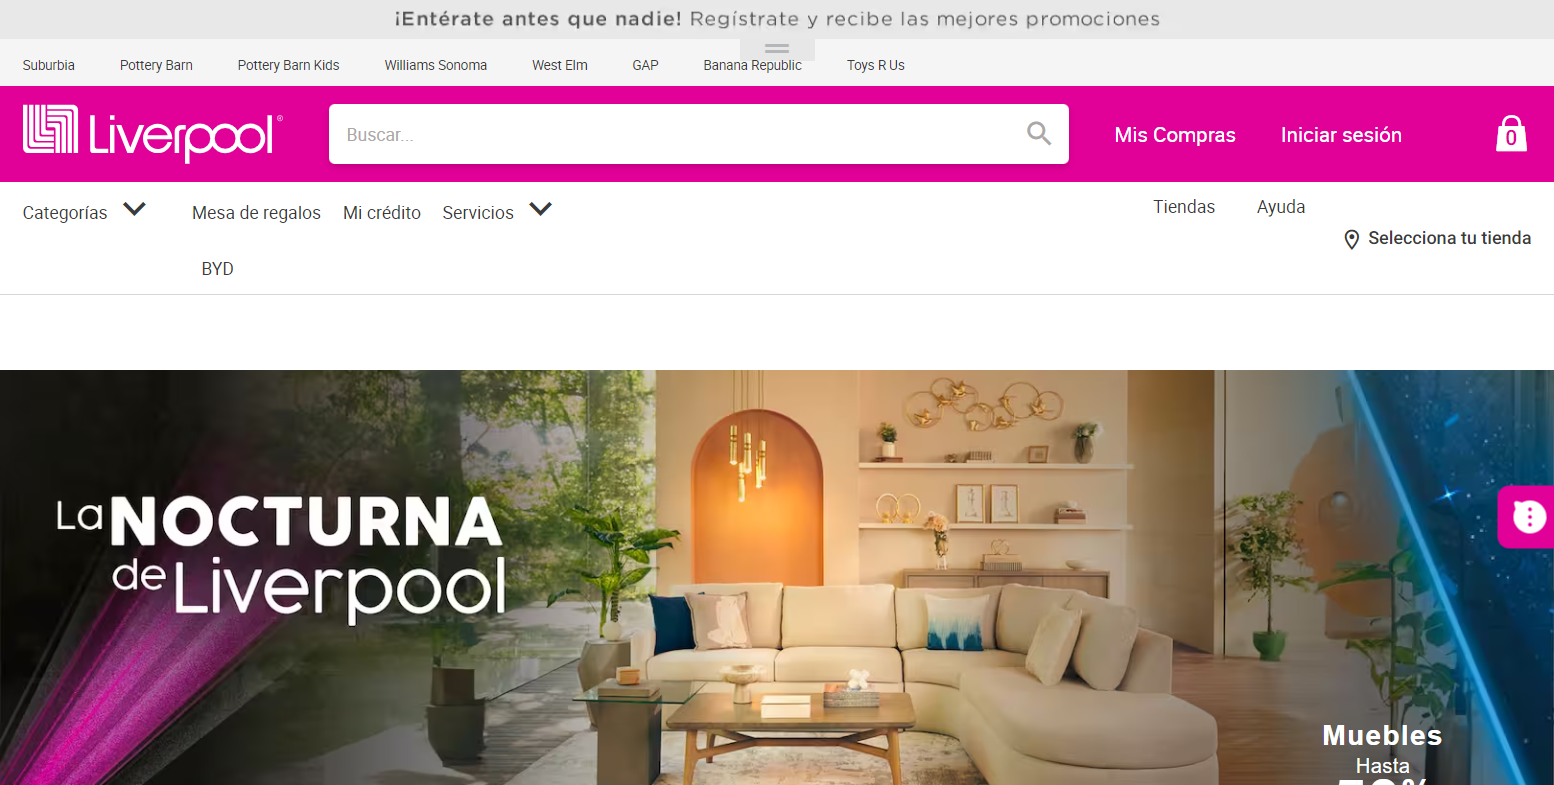 ¡Entérate antes que nadie! Regístrate y recibe las mejores promociones
Suburbia Pottery Barn Pottery Barn Kids Williams Sonoma West Elm GAP Banana Republic Toys R Us
Liverpool®
Buscar...
Mis Compras Iniciar sesión 0
Categorías Mesa de regalos Mi crédito Servicios Tiendas Ayuda
Selecciona tu tienda
BYD
La NOCTURNA
de Liverpool
Muebles
Hasta